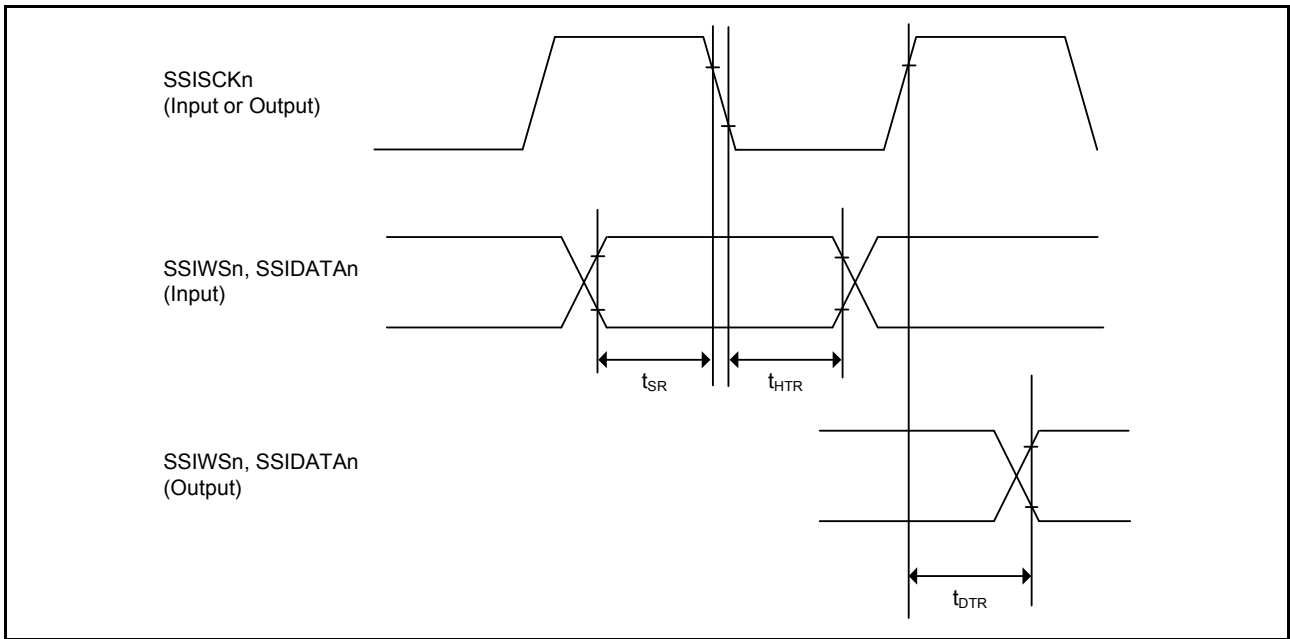 SSISCKn
(Input or Output)
SSIWSn, SSIDATAn
(Input)
tSR
tHTR
SSIWSn, SSIDATAn
(Output)
tDTR